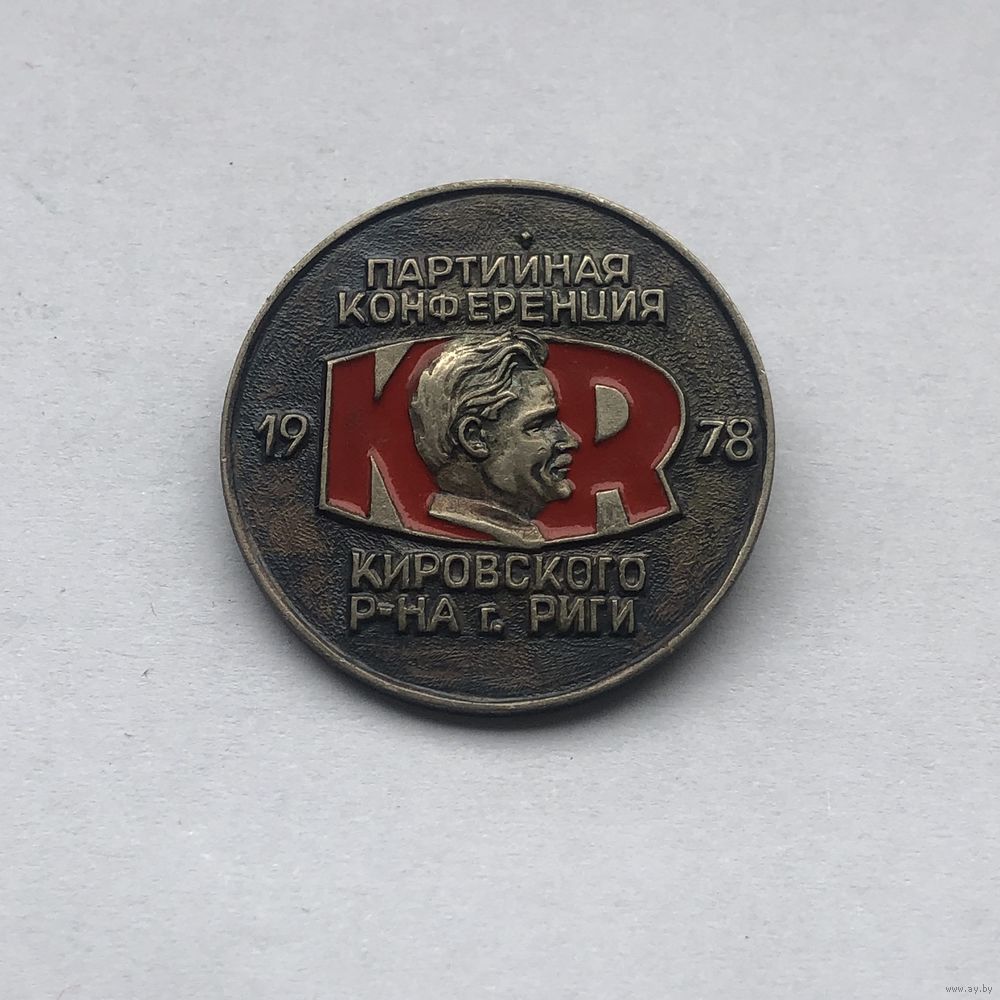 ПАРТИЙНАЯ
КОНФЕРЕНЦИЯ
KR
19 78
КИРОВСКОГО
Р-НА г. РИГИ
www.ay.by